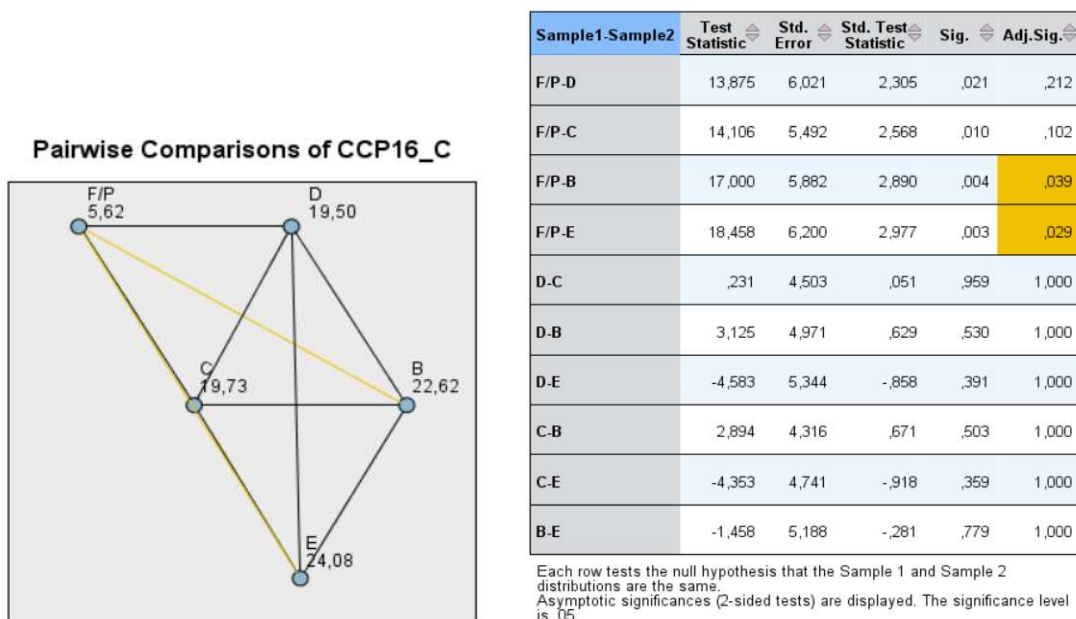 Pairwise Comparisons of CCP16_C
F/P
5,62
D
19,50
C
19,73
B
22,62
E
24,08
Sample1-Sample2 Test Statistic Std. Error Std. Test Statistic Sig. Adj.Sig.
F/P-D 13,875 6,021 2,305 ,021 ,212
F/P-C 14,106 5,492 2,568 ,010 ,102
F/P-B 17,000 5,882 2,890 ,004 ,039
F/P-E 18,458 6,200 2,977 ,003 ,029
D-C ,231 4,503 ,051 ,959 1,000
D-B 3,125 4,971 ,629 ,530 1,000
D-E -4,583 5,344 -,858 ,391 1,000
C-B 2,894 4,316 ,671 ,503 1,000
C-E -4,353 4,741 -,918 ,359 1,000
B-E -1,458 5,188 -,281 ,779 1,000
Each row tests the null hypothesis that the Sample 1 and Sample 2
distributions are the same.
Asymptotic significances (2-sided tests) are displayed. The significance level
is ,05